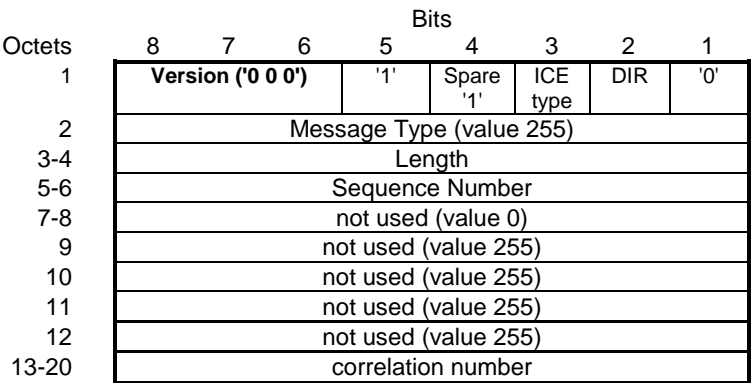 Bits
Octets 8 7 6 5 4 3 2 1
1 Version ('0 0 0') '1' Spare '1' ICE type DIR '0'
2 Message Type (value 255)
3-4 Length
5-6 Sequence Number
7-8 not used (value 0)
9 not used (value 255)
10 not used (value 255)
11 not used (value 255)
12 not used (value 255)
13-20 correlation number